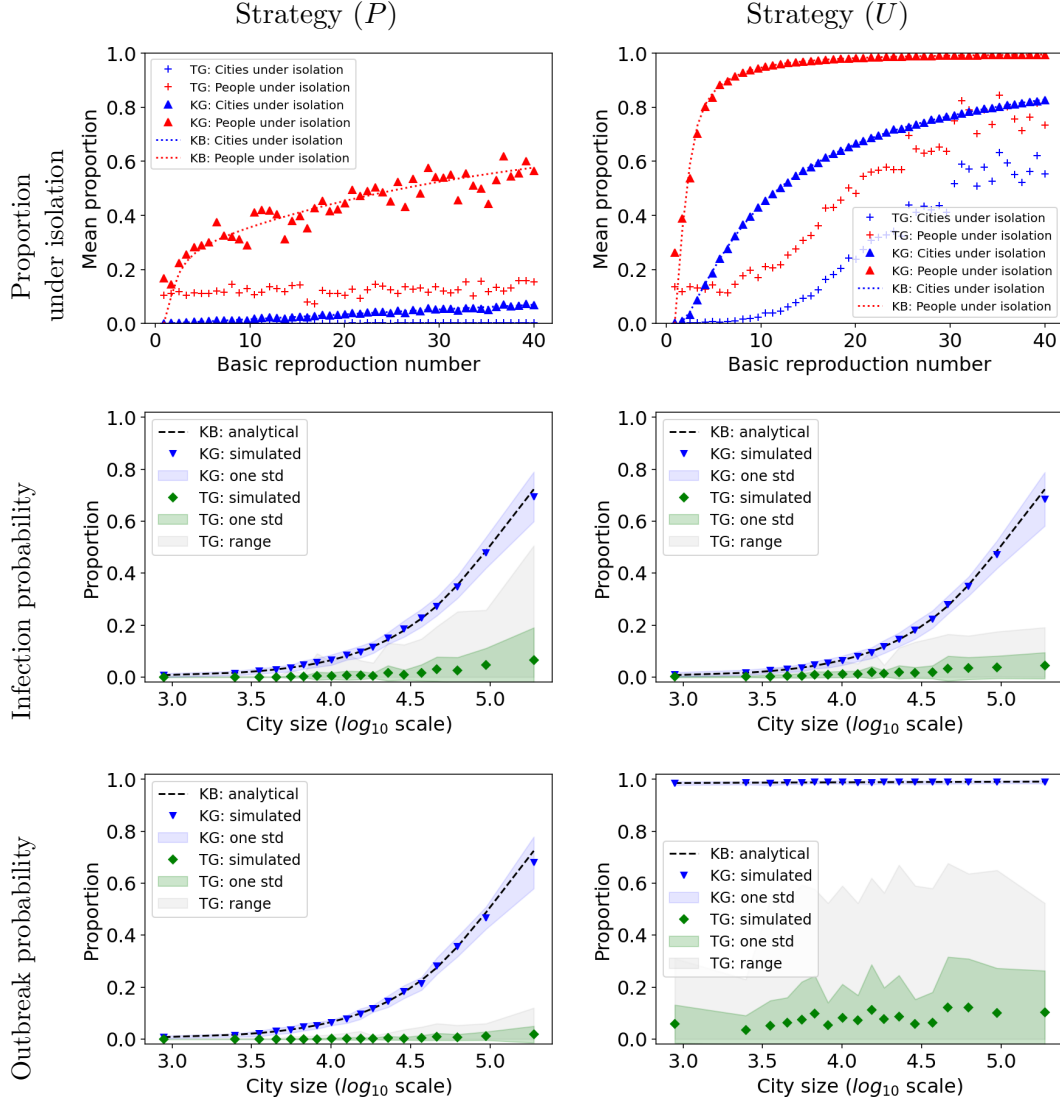 Strategy (P)
Strategy (U)
Proportion
under isolation
Mean proportion
1.0
0.8
0.6
0.4
0.2
0.0
TG: Cities under isolation
TG: People under isolation
KG: Cities under isolation
KG: People under isolation
KB: Cities under isolation
KB: People under isolation
0 10 20 30 40
Basic reproduction number
Mean proportion
1.0
0.8
0.6
0.4
0.2
0.0
TG: Cities under isolation
TG: People under isolation
KG: Cities under isolation
KG: People under isolation
KB: Cities under isolation
KB: People under isolation
0 10 20 30 40
Basic reproduction number
Infection probability
Proportion
1.0
0.8
0.6
0.4
0.2
0.0
KB: analytical
KG: simulated
KG: one std
TG: simulated
TG: one std
TG: range
3.0 3.5 4.0 4.5 5.0
City size (log10 scale)
Proportion
1.0
0.8
0.6
0.4
0.2
0.0
KB: analytical
KG: simulated
KG: one std
TG: simulated
TG: one std
TG: range
3.0 3.5 4.0 4.5 5.0
City size (log10 scale)
Outbreak probability
Proportion
1.0
0.8
0.6
0.4
0.2
0.0
KB: analytical
KG: simulated
KG: one std
TG: simulated
TG: one std
TG: range
3.0 3.5 4.0 4.5 5.0
City size (log10 scale)
Proportion
1.0
0.8
0.6
0.4
0.2
0.0
KB: analytical
KG: simulated
KG: one std
TG: simulated
TG: one std
TG: range
3.0 3.5 4.0 4.5 5.0
City size (log10 scale)